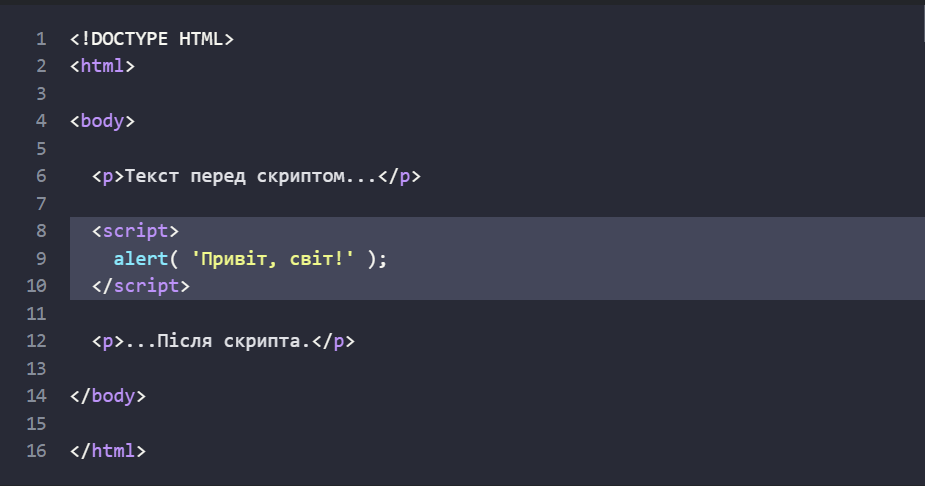 1 <!DOCTYPE HTML>
2 <html>
3
4 <body>
5
6 <p>Текст перед скриптом...</p>
7
8 <script>
9 alert( 'Привіт, світ!' );
10 </script>
11
12 <p>...Після скрипта.</p>
13
14 </body>
15
16 </html>